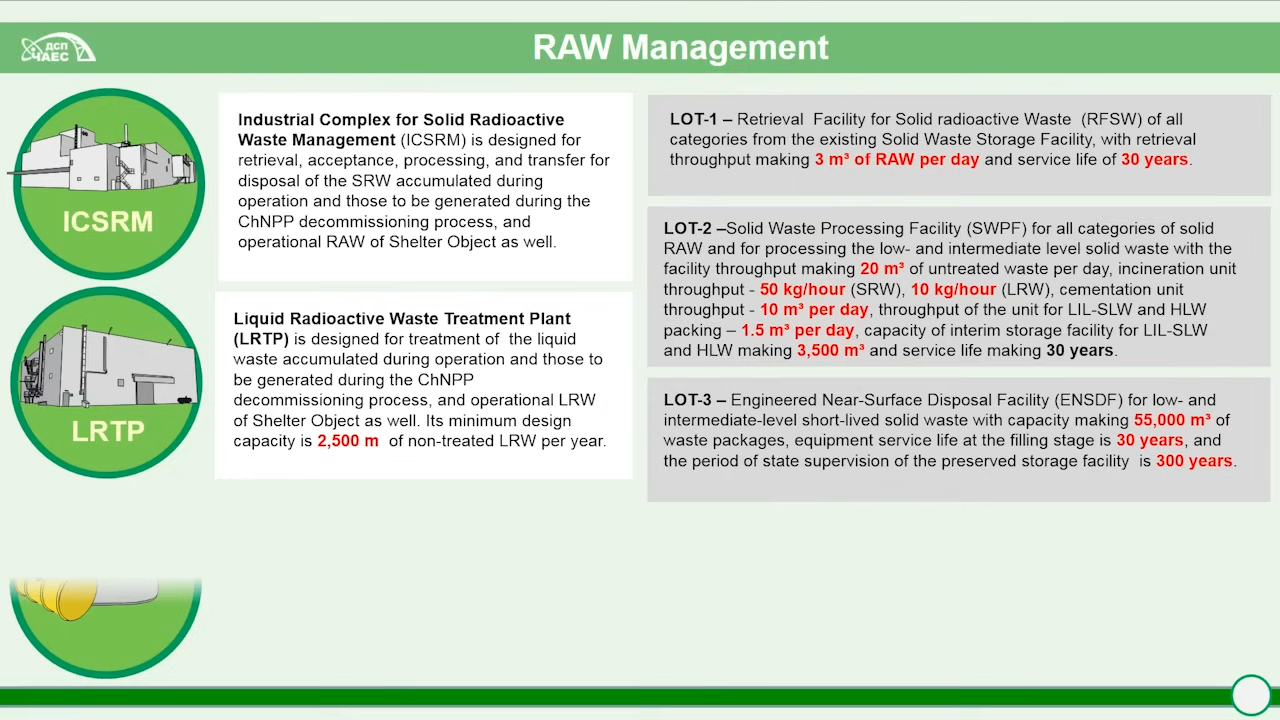 ДСП
ЧАЕС
RAW Management
ICSRM
Industrial Complex for Solid Radioactive
Waste Management (ICSRM) is designed for
retrieval, acceptance, processing, and transfer for
disposal of the SRW accumulated during
operation and those to be generated during the
ChNPP decommissioning process, and
operational RAW of Shelter Object as well.
LRTP
Liquid Radioactive Waste Treatment Plant
(LRTP) is designed for treatment of the liquid
waste accumulated during operation and those to
be generated during the ChNPP
decommissioning process, and operational LRW
of Shelter Object as well. Its minimum design
capacity is 2,500 m of non-treated LRW per year.
LOT-1 – Retrieval Facility for Solid radioactive Waste (RFSW) of all
categories from the existing Solid Waste Storage Facility, with retrieval
throughput making 3 m³ of RAW per day and service life of 30 years.
LOT-2 –Solid Waste Processing Facility (SWPF) for all categories of solid
RAW and for processing the low- and intermediate level solid waste with the
facility throughput making 20 m³ of untreated waste per day, incineration unit
throughput - 50 kg/hour (SRW), 10 kg/hour (LRW), cementation unit
throughput - 10 m³ per day, throughput of the unit for LIL-SLW and HLW
packing – 1.5 m³ per day, capacity of interim storage facility for LIL-SLW
and HLW making 3,500 m³ and service life making 30 years.
LOT-3 – Engineered Near-Surface Disposal Facility (ENSDF) for low- and
intermediate-level short-lived solid waste with capacity making 55,000 m³ of
waste packages, equipment service life at the filling stage is 30 years, and
the period of state supervision of the preserved storage facility is 300 years.